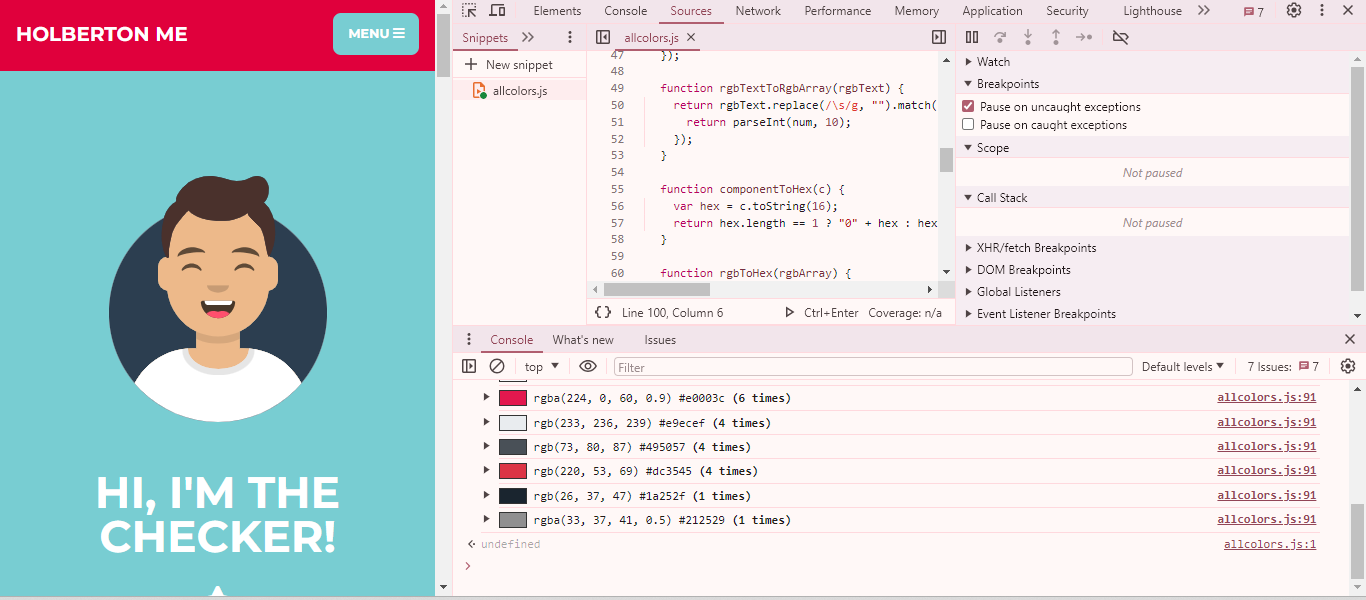 HOLBERTON ME
MENU
HI, I'M THE
CHECKER!
Elements Console Sources Network Performance Memory Application Security Lighthouse 7
Snippets
allcolors.js
New snippet
allcolors.js
47 });
48
49 function rgbTextToRgbArray(rgbText) {
50 return rgbText.replace(/\s/g, "").match(
51 return parseInt(num, 10);
52 });
53 }
54
55 function componentToHex(c) {
56 var hex = c.toString(16);
57 return hex.length == 1 ? "0" + hex : hex
58 }
59
60 function rgbToHex(rgbArray) {
{} Line 100, Column 6 Ctrl+Enter Coverage: n/a
Watch
Breakpoints
Pause on uncaught exceptions
Pause on caught exceptions
Scope
Not paused
Call Stack
Not paused
XHR/fetch Breakpoints
DOM Breakpoints
Global Listeners
Event Listener Breakpoints
Console What's new Issues
top Filter Default levels 7 Issues: 7
rgba(224, 0, 60, 0.9) #e0003c (6 times) allcolors.js:91
rgb(233, 236, 239) #e9ecef (4 times) allcolors.js:91
rgb(73, 80, 87) #495057 (4 times) allcolors.js:91
rgb(220, 53, 69) #dc3545 (4 times) allcolors.js:91
rgb(26, 37, 47) #1a252f (1 times) allcolors.js:91
rgba(33, 37, 41, 0.5) #212529 (1 times) allcolors.js:91
undefined allcolors.js:1